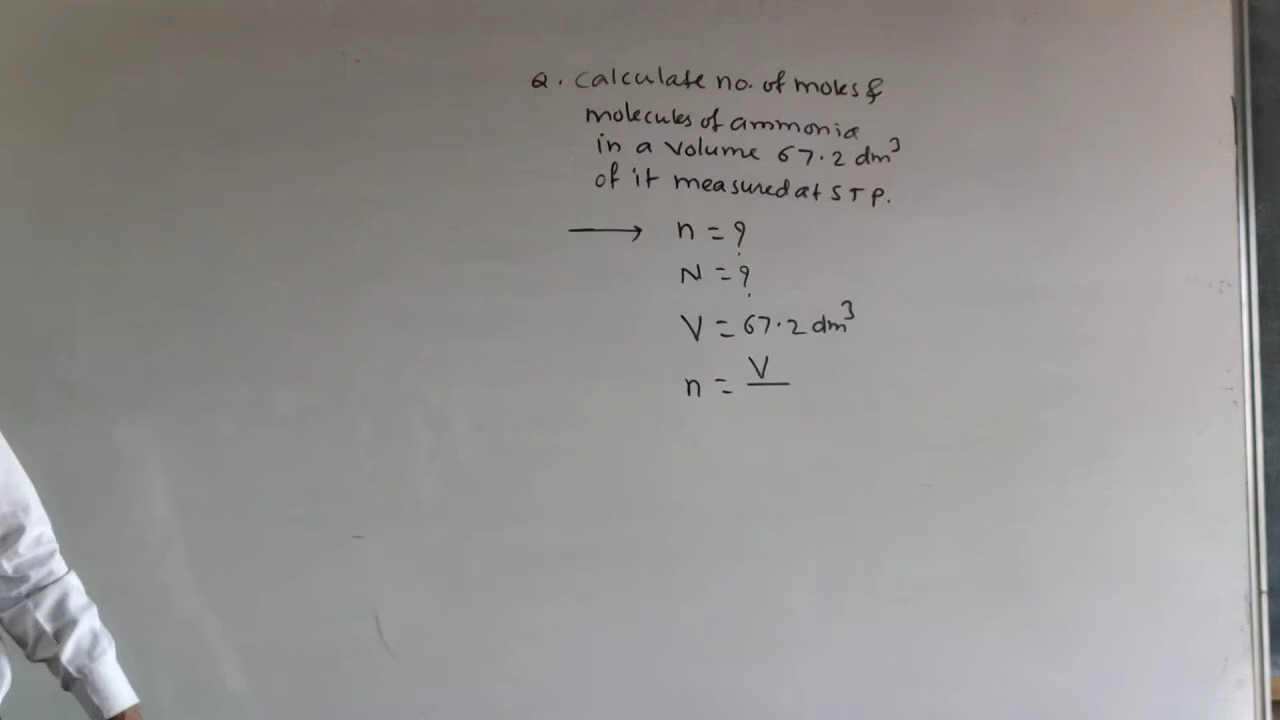 Q. Calculate no. of moles &
molecules of ammonia
in a volume 67.2 dm³
of it measured at STP.
→ n = ?
N = ?
V = 67.2 dm³
n = V/